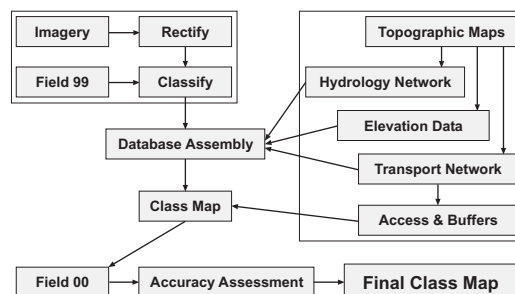 Imagery
Rectify
Topographic Maps
Field 99
Classify
Hydrology Network
Elevation Data
Database Assembly
Transport Network
Class Map
Access & Buffers
Field 00
Accuracy Assessment
Final Class Map